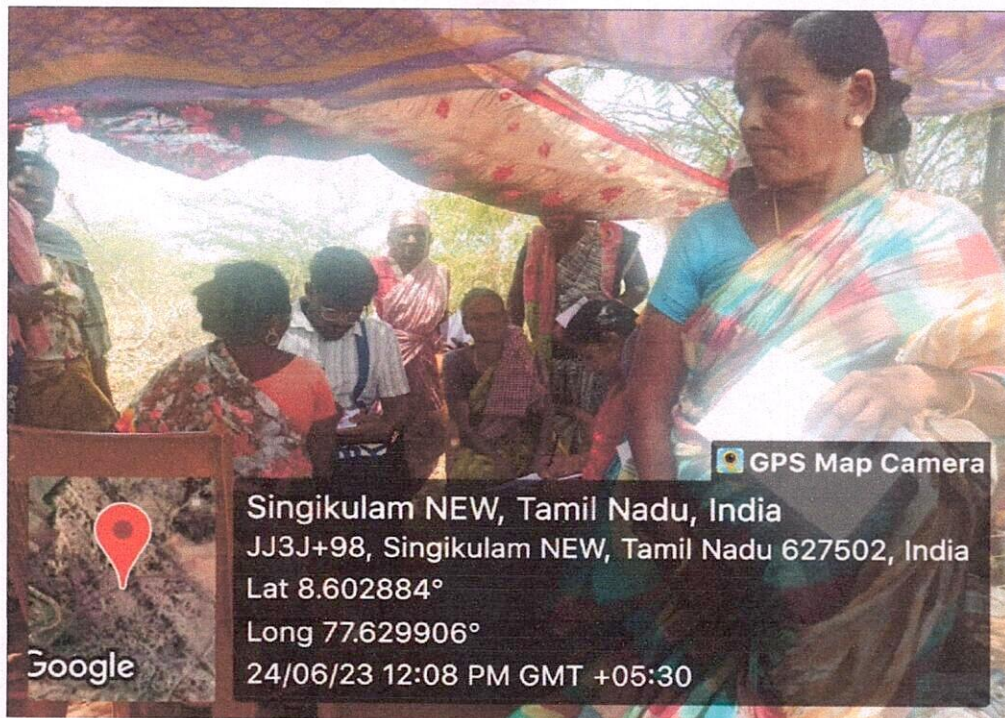 GPS Map Camera
Singikulam NEW, Tamil Nadu, India
JJ3J+98, Singikulam NEW, Tamil Nadu 627502, India
Lat 8.602884°
Long 77.629906°
24/06/23 12:08 PM GMT +05:30
Google